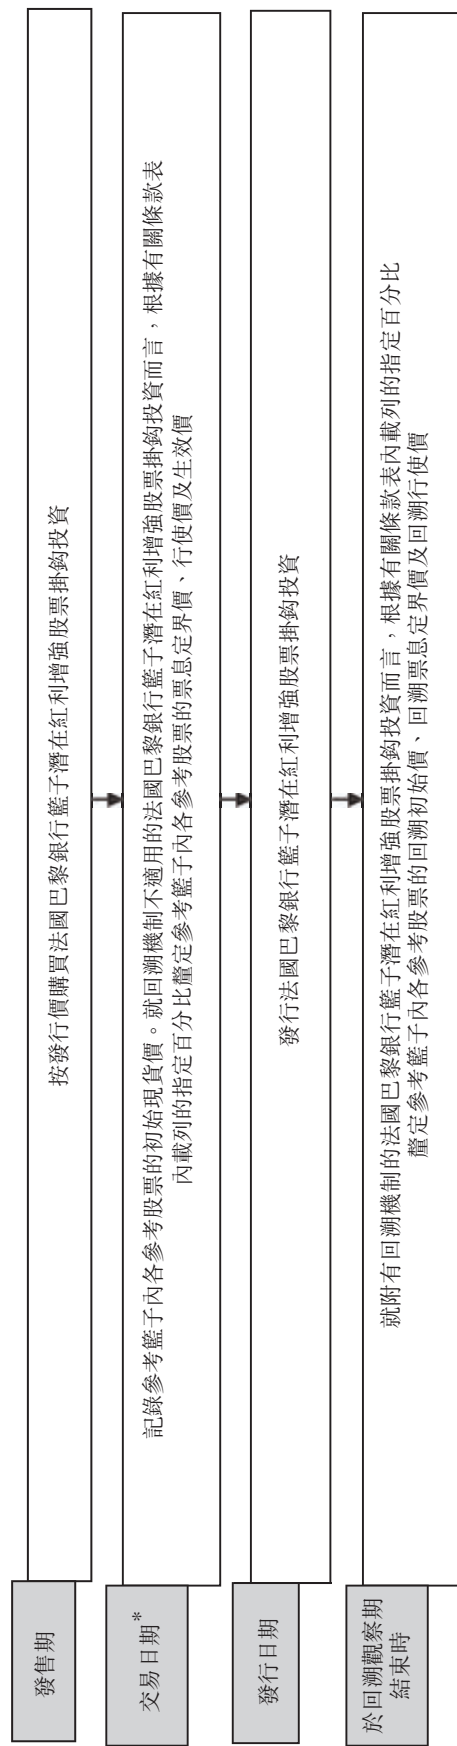 發售期
按發行價購買法國巴黎銀行籃子潛在紅利增強股票掛鈎投資
交易日期*
記錄參考籃子內各參考股票的初始現貨價。就回溯機制不適用的法國巴黎銀行籃子潛在紅利增強股票掛鈎投資而言，根據有關條款表
內載列的指定百分比釐定參考籃子內各參考股票的票息定界價、行使價及生效價
發行日期
發行法國巴黎銀行籃子潛在紅利增強股票掛鈎投資
於回溯觀察期
結束時
就附有回溯機制的法國巴黎銀行籃子潛在紅利增強股票掛鈎投資而言，根據有關條款表內載列的指定百分比
釐定參考籃子內各參考股票的回溯初始價、回溯票息定界價及回溯行使價